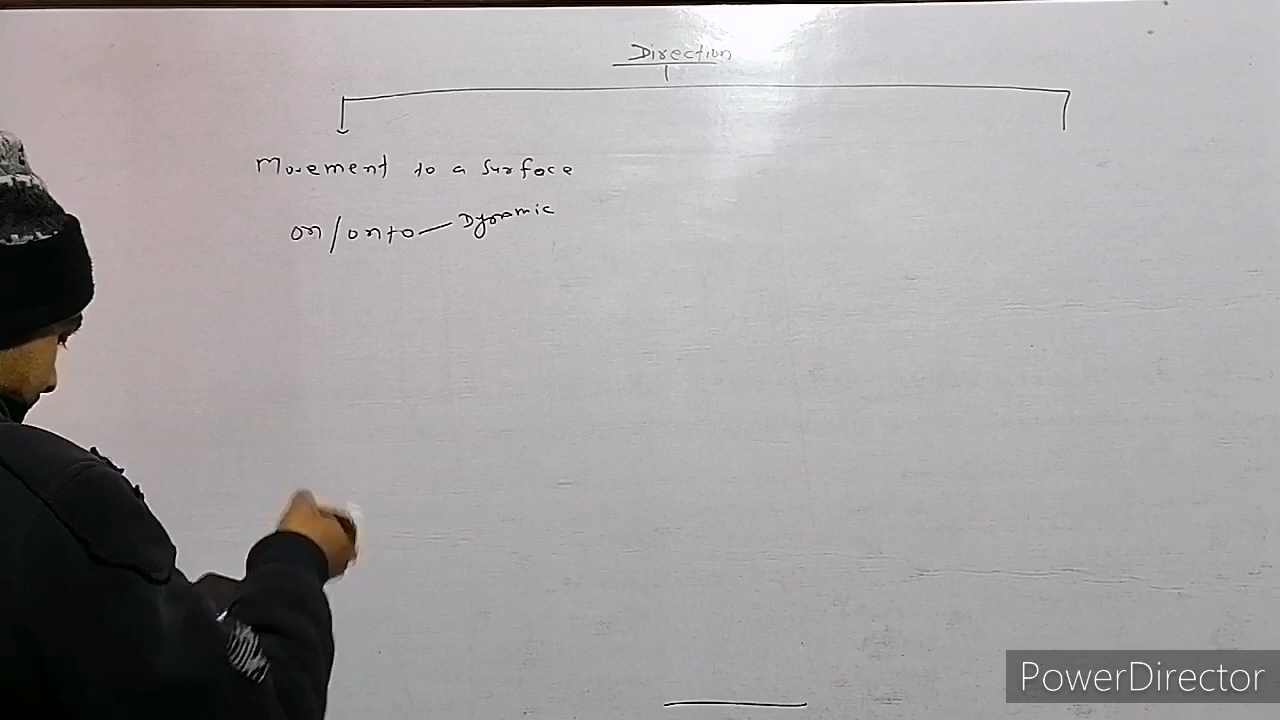 Direction
Movement to a surface
on/onto — Dynamic
PowerDirector